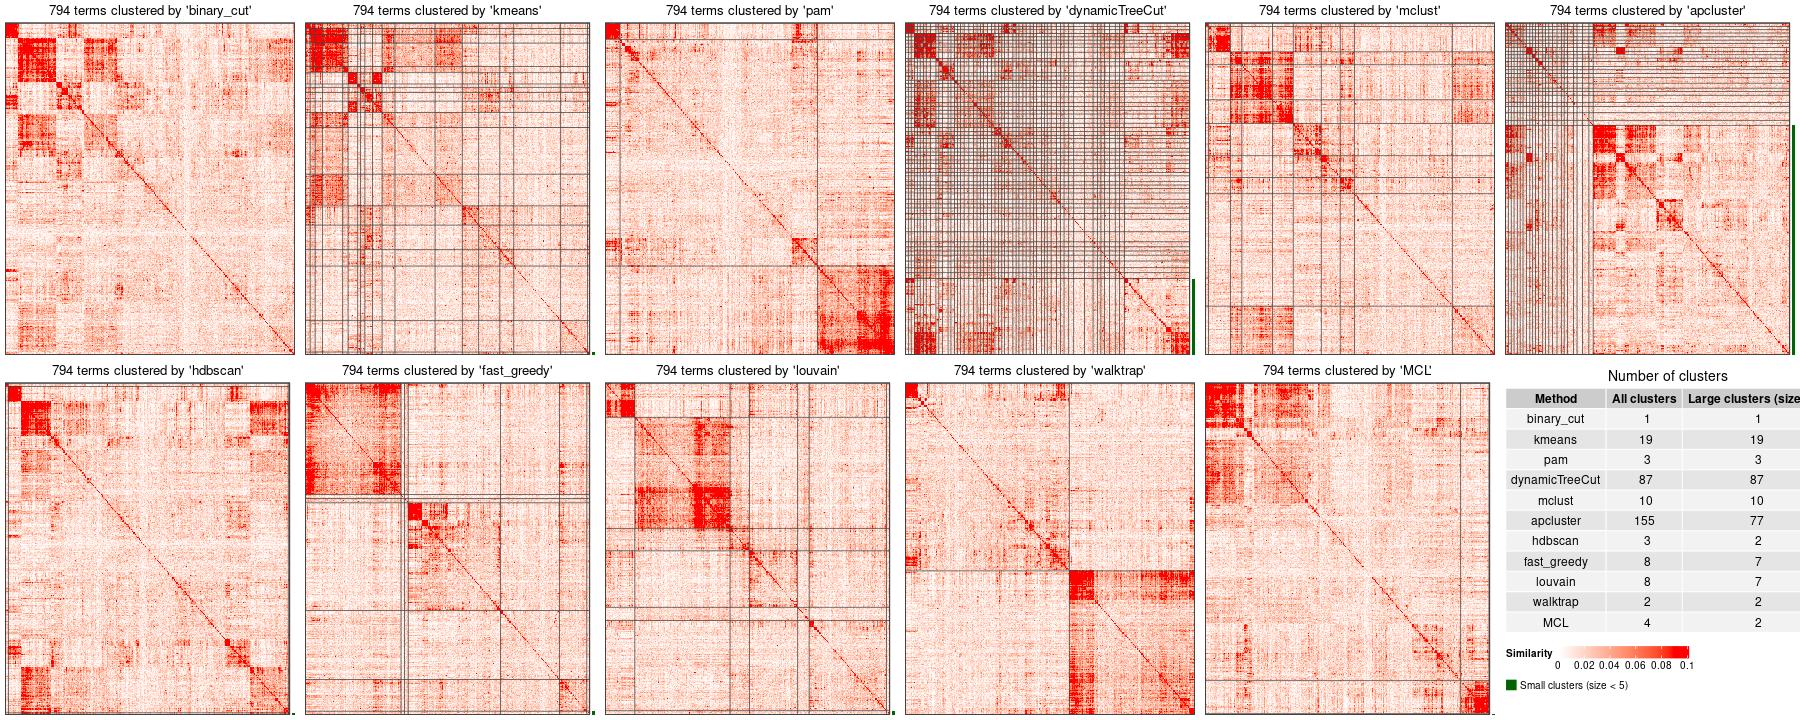 794 terms clustered by 'binary_cut'
794 terms clustered by 'kmeans'
794 terms clustered by 'pam'
794 terms clustered by 'dynamicTreeCut'
794 terms clustered by 'mclust'
794 terms clustered by 'apcluster'
794 terms clustered by 'hdbscan'
794 terms clustered by 'fast_greedy'
794 terms clustered by 'louvain'
794 terms clustered by 'walktrap'
794 terms clustered by 'MCL'
Number of clusters
Method All clusters Large clusters (size
binary_cut 1 1
kmeans 19 19
pam 3 3
dynamicTreeCut 87 87
mclust 10 10
apcluster 155 77
hdbscan 3 2
fast_greedy 8 7
louvain 8 7
walktrap 2 2
MCL 4 2
Similarity
0 0.02 0.04 0.06 0.08 0.1
Small clusters (size < 5)